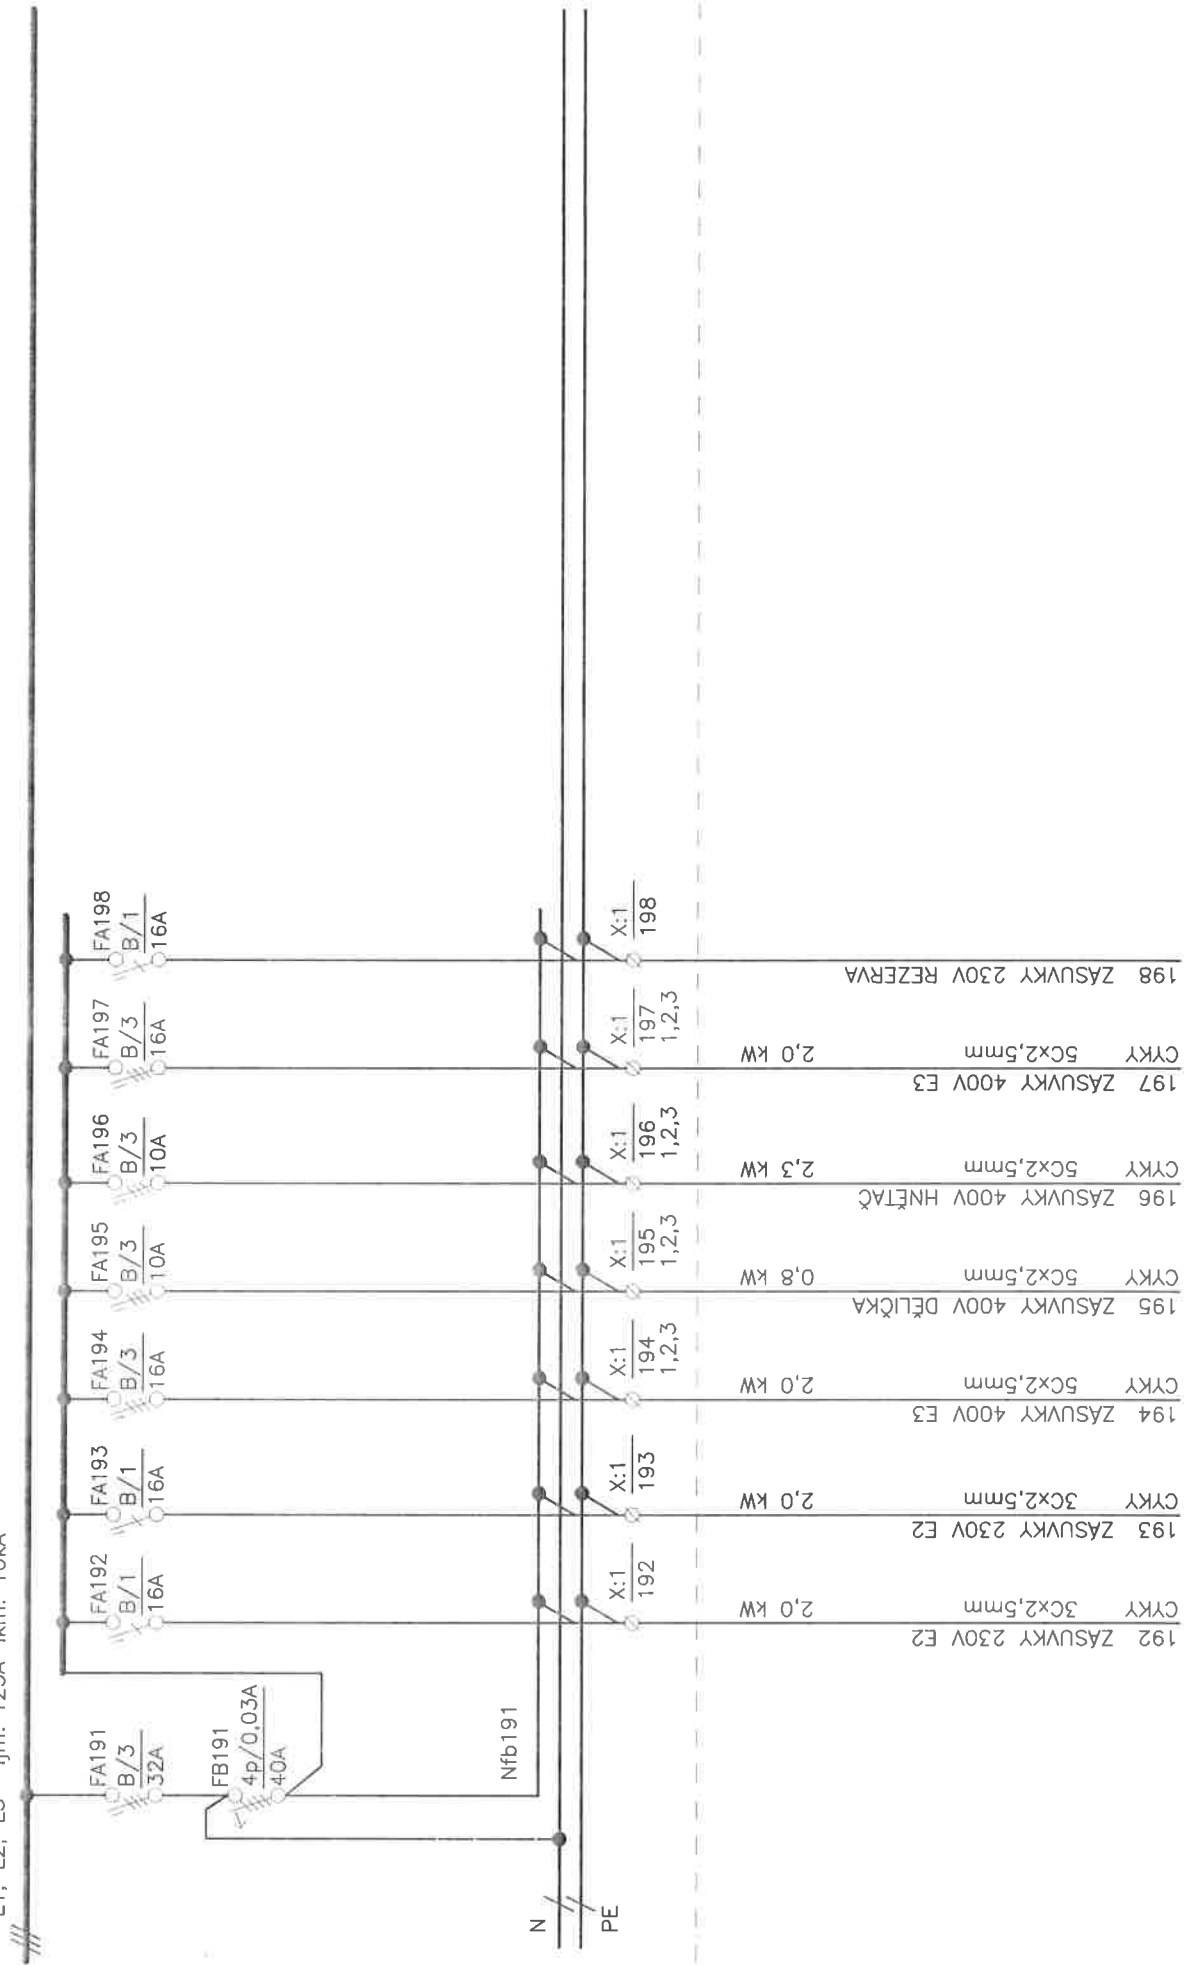 L1, L2, L3 Ijm. 125A Ikm. 10kA
FA191
B/3
32A
FB191
4p/0,03A
40A
Nfb191
N
PE
FA192
B/1
16A
X:1
192
2,0 kW
CYKY 3Cx2,5mm
192 ZÁSUVKY 230V E2
FA193
B/1
16A
X:1
193
2,0 kW
CYKY 3Cx2,5mm
193 ZÁSUVKY 230V E2
FA194
B/3
16A
X:1
194
1,2,3
2,0 kW
CYKY 5Cx2,5mm
194 ZÁSUVKY 400V E3
FA195
B/3
10A
X:1
195
1,2,3
0,8 kW
CYKY 5Cx2,5mm
195 ZÁSUVKY 400V DĚLIČKA
FA196
B/3
10A
X:1
196
1,2,3
2,3 kW
CYKY 5Cx2,5mm
196 ZÁSUVKY 400V HNĚTAČ
FA197
B/3
16A
X:1
197
1,2,3
2,0 kW
CYKY 5Cx2,5mm
197 ZÁSUVKY 400V E3
FA198
B/1
16A
X:1
198
198 ZÁSUVKY 230V REZERVA